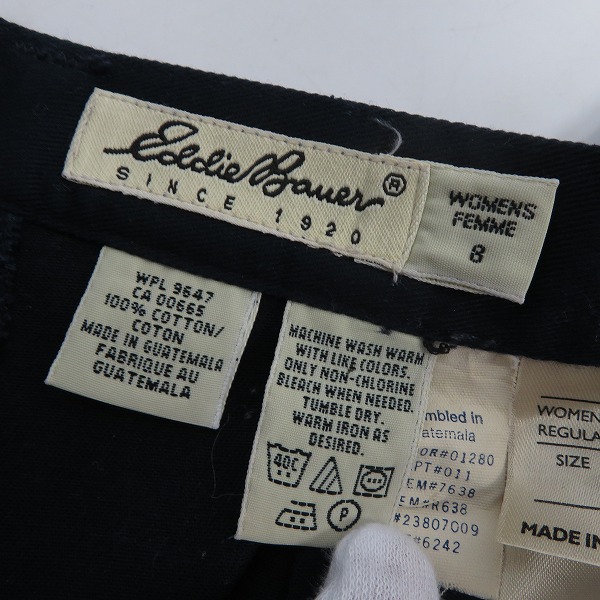 Eddie Bauer ®
SINCE 1920
WOMENS
FEMME
8
WPL 9647
CA 00665
100% COTTON/
COTON
MADE IN GUATEMALA
FABRIQUE AU
GUATEMALA
MACHINE WASH WARM
WITH LIKE COLORS.
ONLY NON-CHLORINE
BLEACH WHEN NEEDED.
TUMBLE DRY.
WARM IRON AS
DESIRED.
40C
P
mbled in
atemala
OR#01280
PT#011
EM#7638
EM#R638
#23807009
#6242
WOMEN
REGULA
SIZE
MADE IN